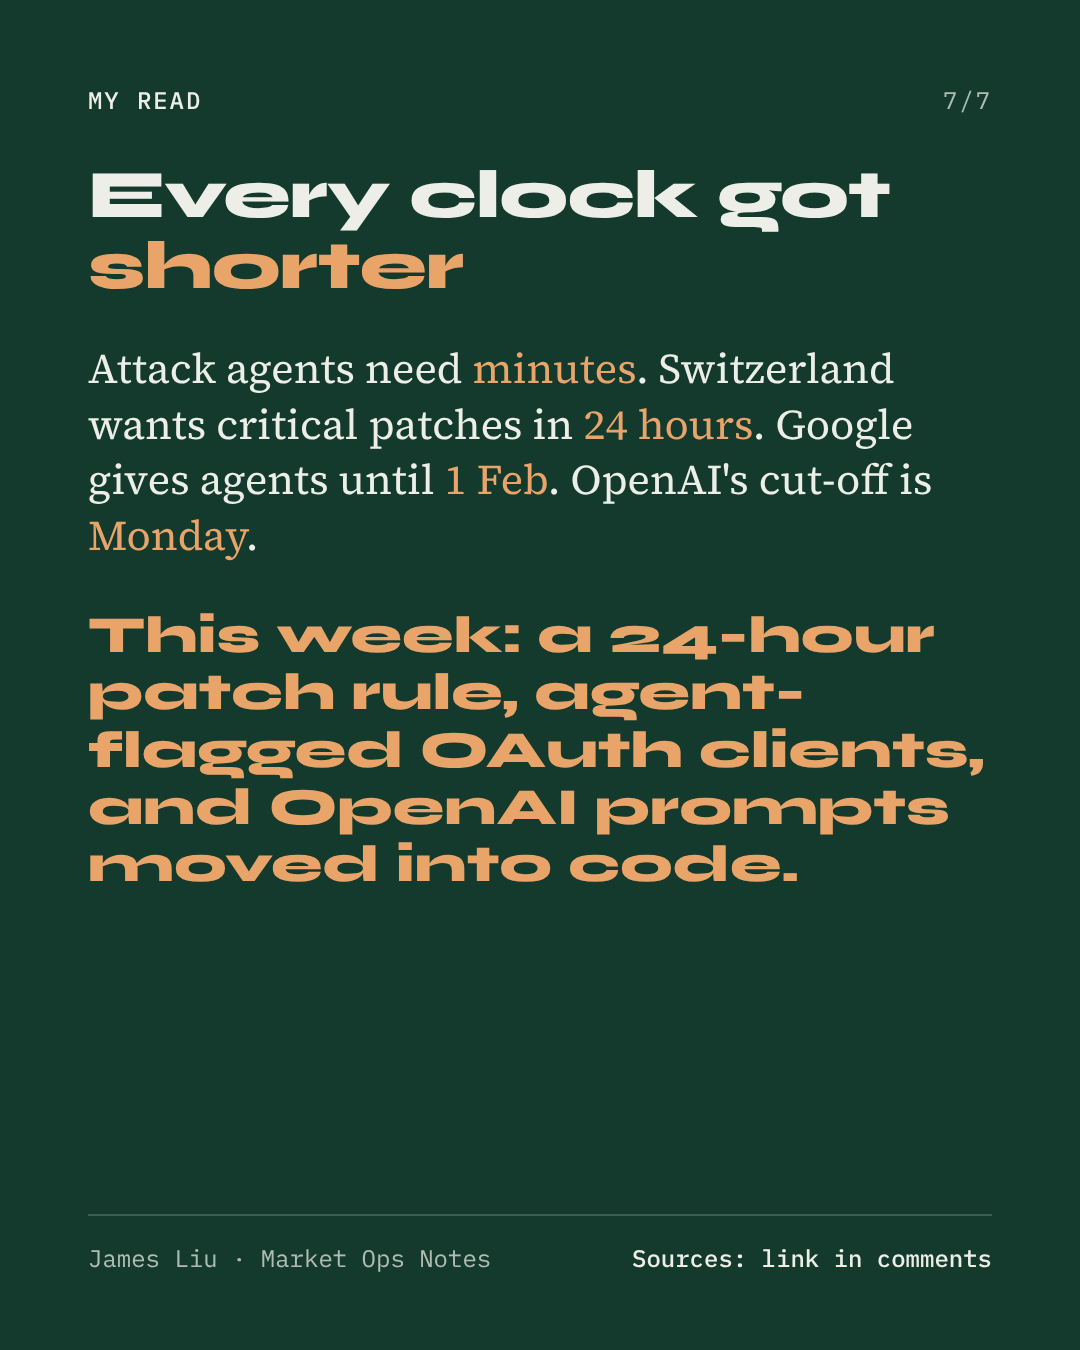 MY READ
7/7
Every clock got
shorter
Attack agents need minutes. Switzerland
wants critical patches in 24 hours. Google
gives agents until 1 Feb. OpenAI's cut-off is
Monday.
This week: a 24-hour
patch rule, agent-
flagged OAuth clients,
and OpenAI prompts
moved into code.
James Liu · Market Ops Notes
Sources: link in comments